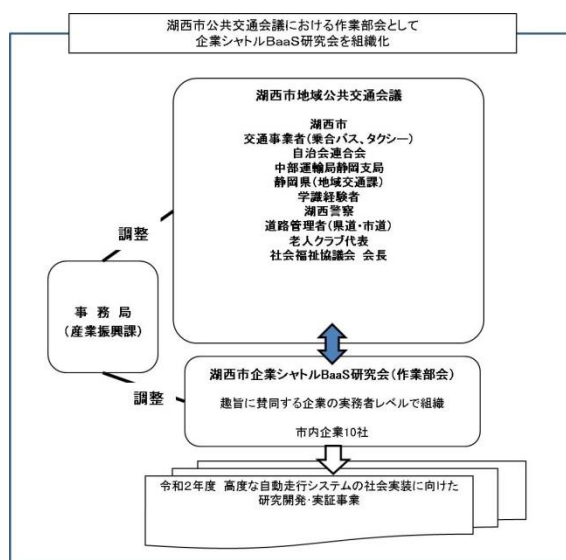 湖西市公共交通会議における作業部会として
企業シャトルBaaS研究会を組織化
湖西市地域公共交通会議
湖西市
交通事業者(乗合バス、タクシー)
自治会連合会
中部運輸局静岡支局
静岡県(地域交通課)
学識経験者
湖西警察
道路管理者(県道・市道)
老人クラブ代表
社会福祉協議会 会長
調整
事 務 局
(産業振興課)
調整
湖西市企業シャトルBaaS研究会(作業部会)
趣旨に賛同する企業の実務者レベルで組織
市内企業10社
令和2年度 高度な自動走行システムの社会実装に向けた
研究開発・実証事業